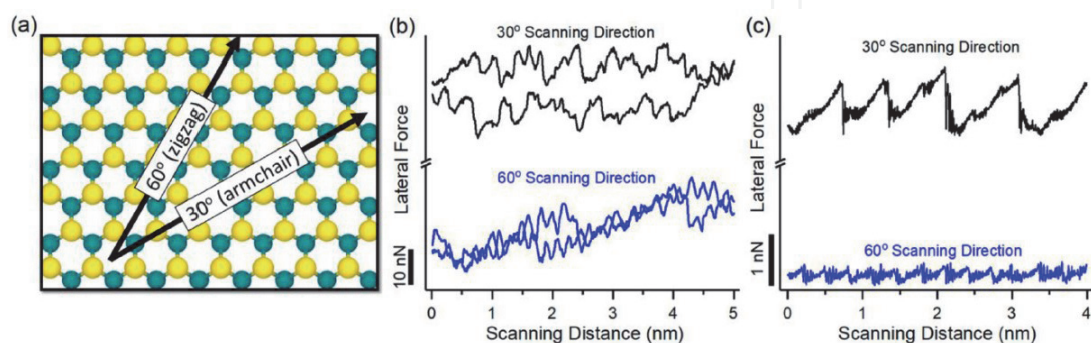 (a)
60° (zigzag)
30° (armchair)
(b)
30° Scanning Direction
Lateral Force
60° Scanning Direction
10 nN
0 1 2 3 4 5
Scanning Distance (nm)
(c)
30° Scanning Direction
Lateral Force
60° Scanning Direction
1 nN
0 1 2 3 4
Scanning Distance (nm)